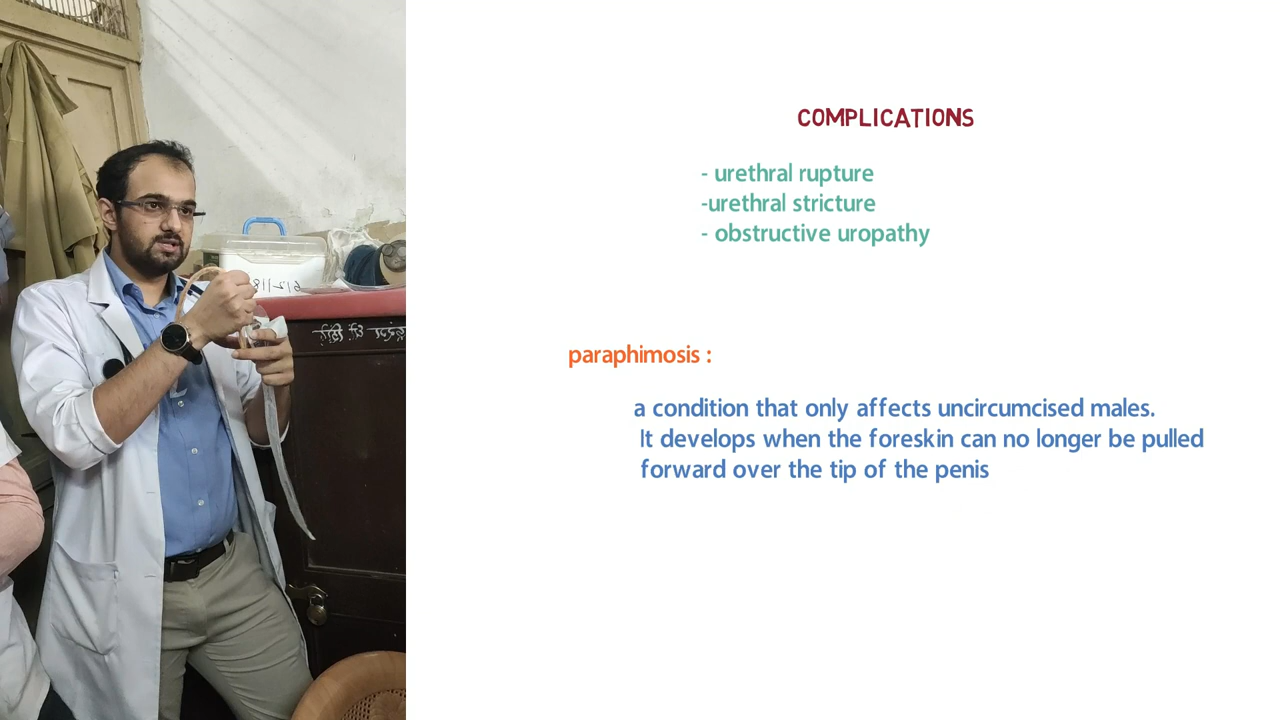 COMPLICATIONS
- urethral rupture
-urethral stricture
- obstructive uropathy
paraphimosis :
a condition that only affects uncircumcised males.
It develops when the foreskin can no longer be pulled
forward over the tip of the penis